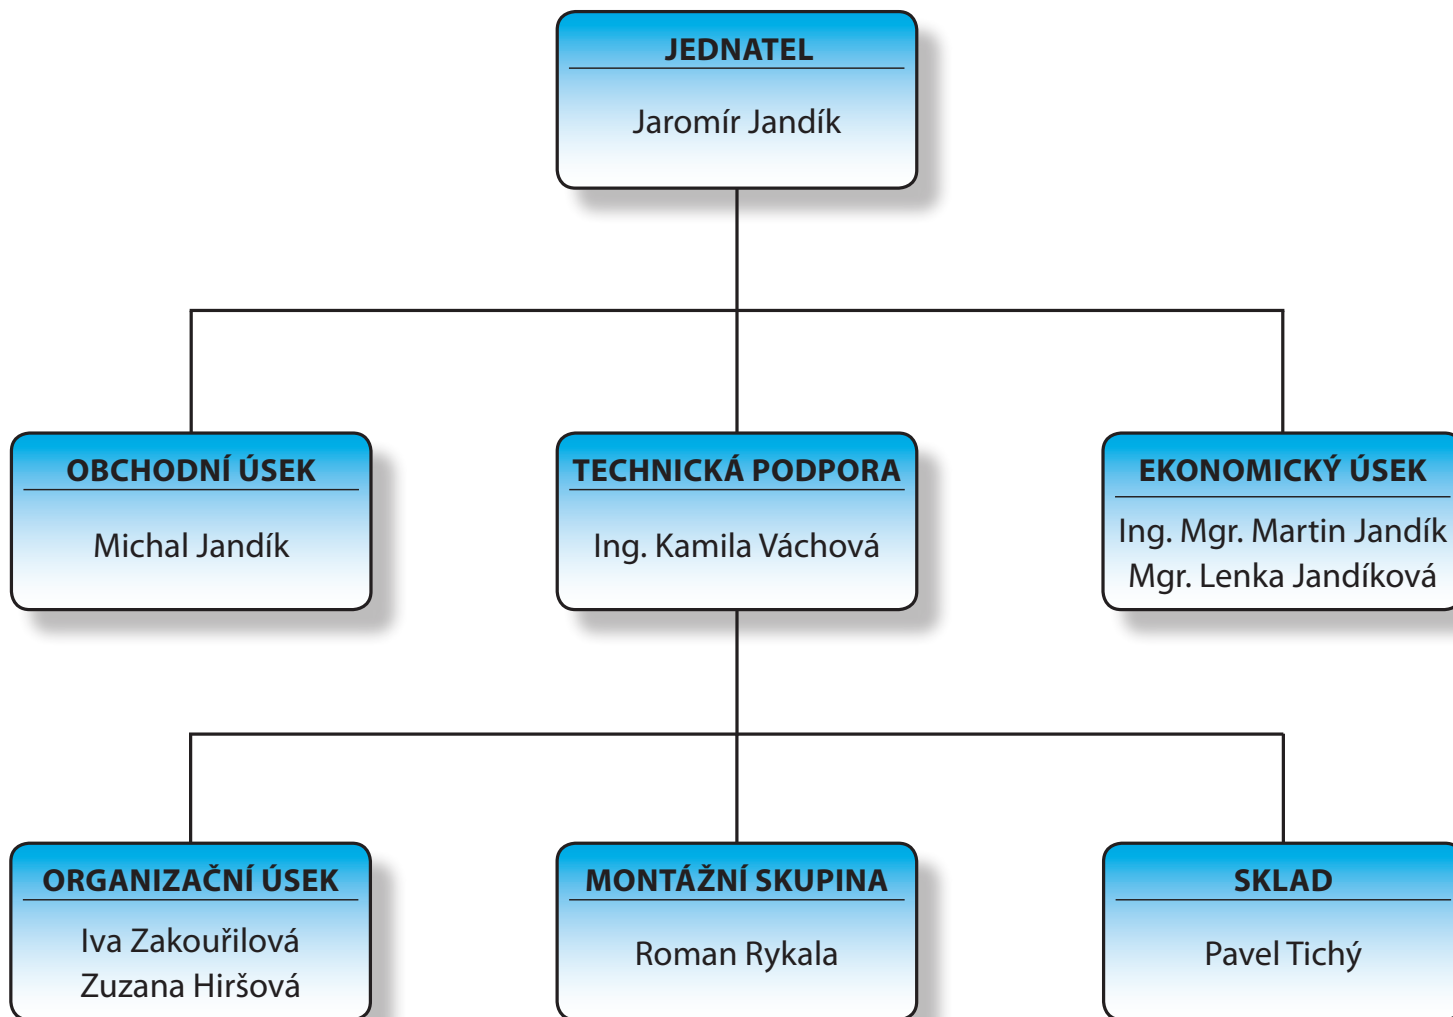 JEDNATEL
Jaromír Jandík
OBCHODNÍ ÚSEK
Michal Jandík
TECHNICKÁ PODPORA
Ing. Kamila Váchová
EKONOMICKÝ ÚSEK
Ing. Mgr. Martin Jandík
Mgr. Lenka Jandíková
ORGANIZAČNÍ ÚSEK
Iva Zakouřilová
Zuzana Hiršová
MONTÁŽNÍ SKUPINA
Roman Rykala
SKLAD
Pavel Tichý